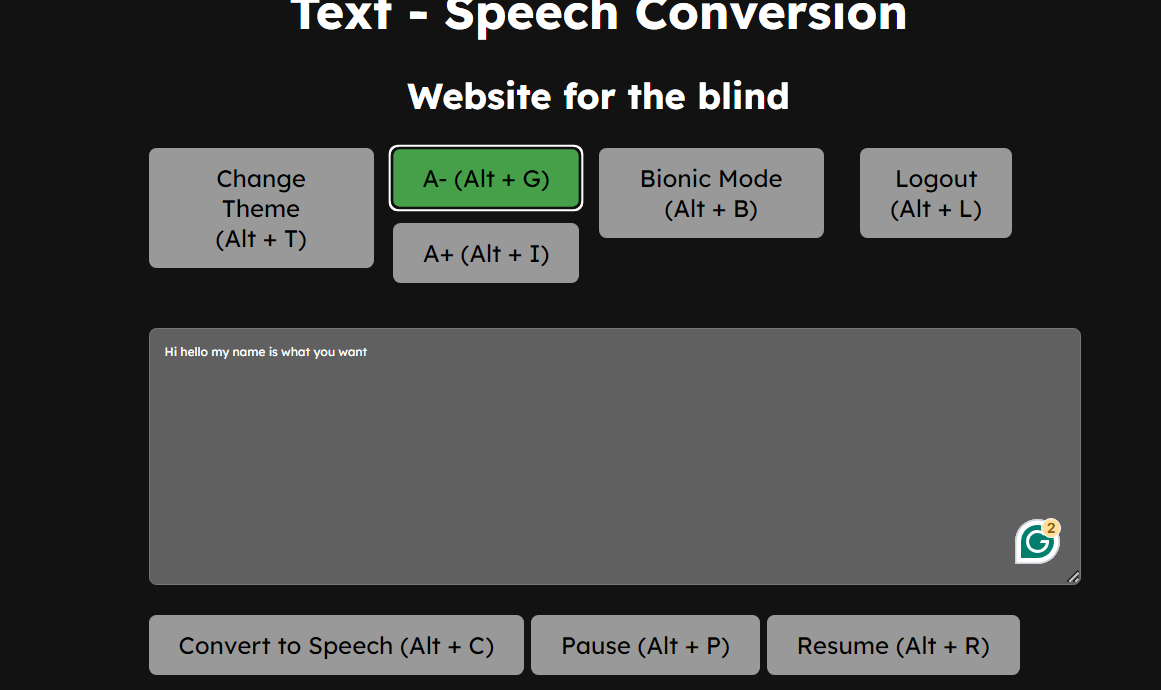 Text - Speech Conversion
Website for the blind
Change
Theme
(Alt + T)
A- (Alt + G)
A+ (Alt + I)
Bionic Mode
(Alt + B)
Logout
(Alt + L)
Hi hello my name is what you want
2
Convert to Speech (Alt + C)
Pause (Alt + P)
Resume (Alt + R)